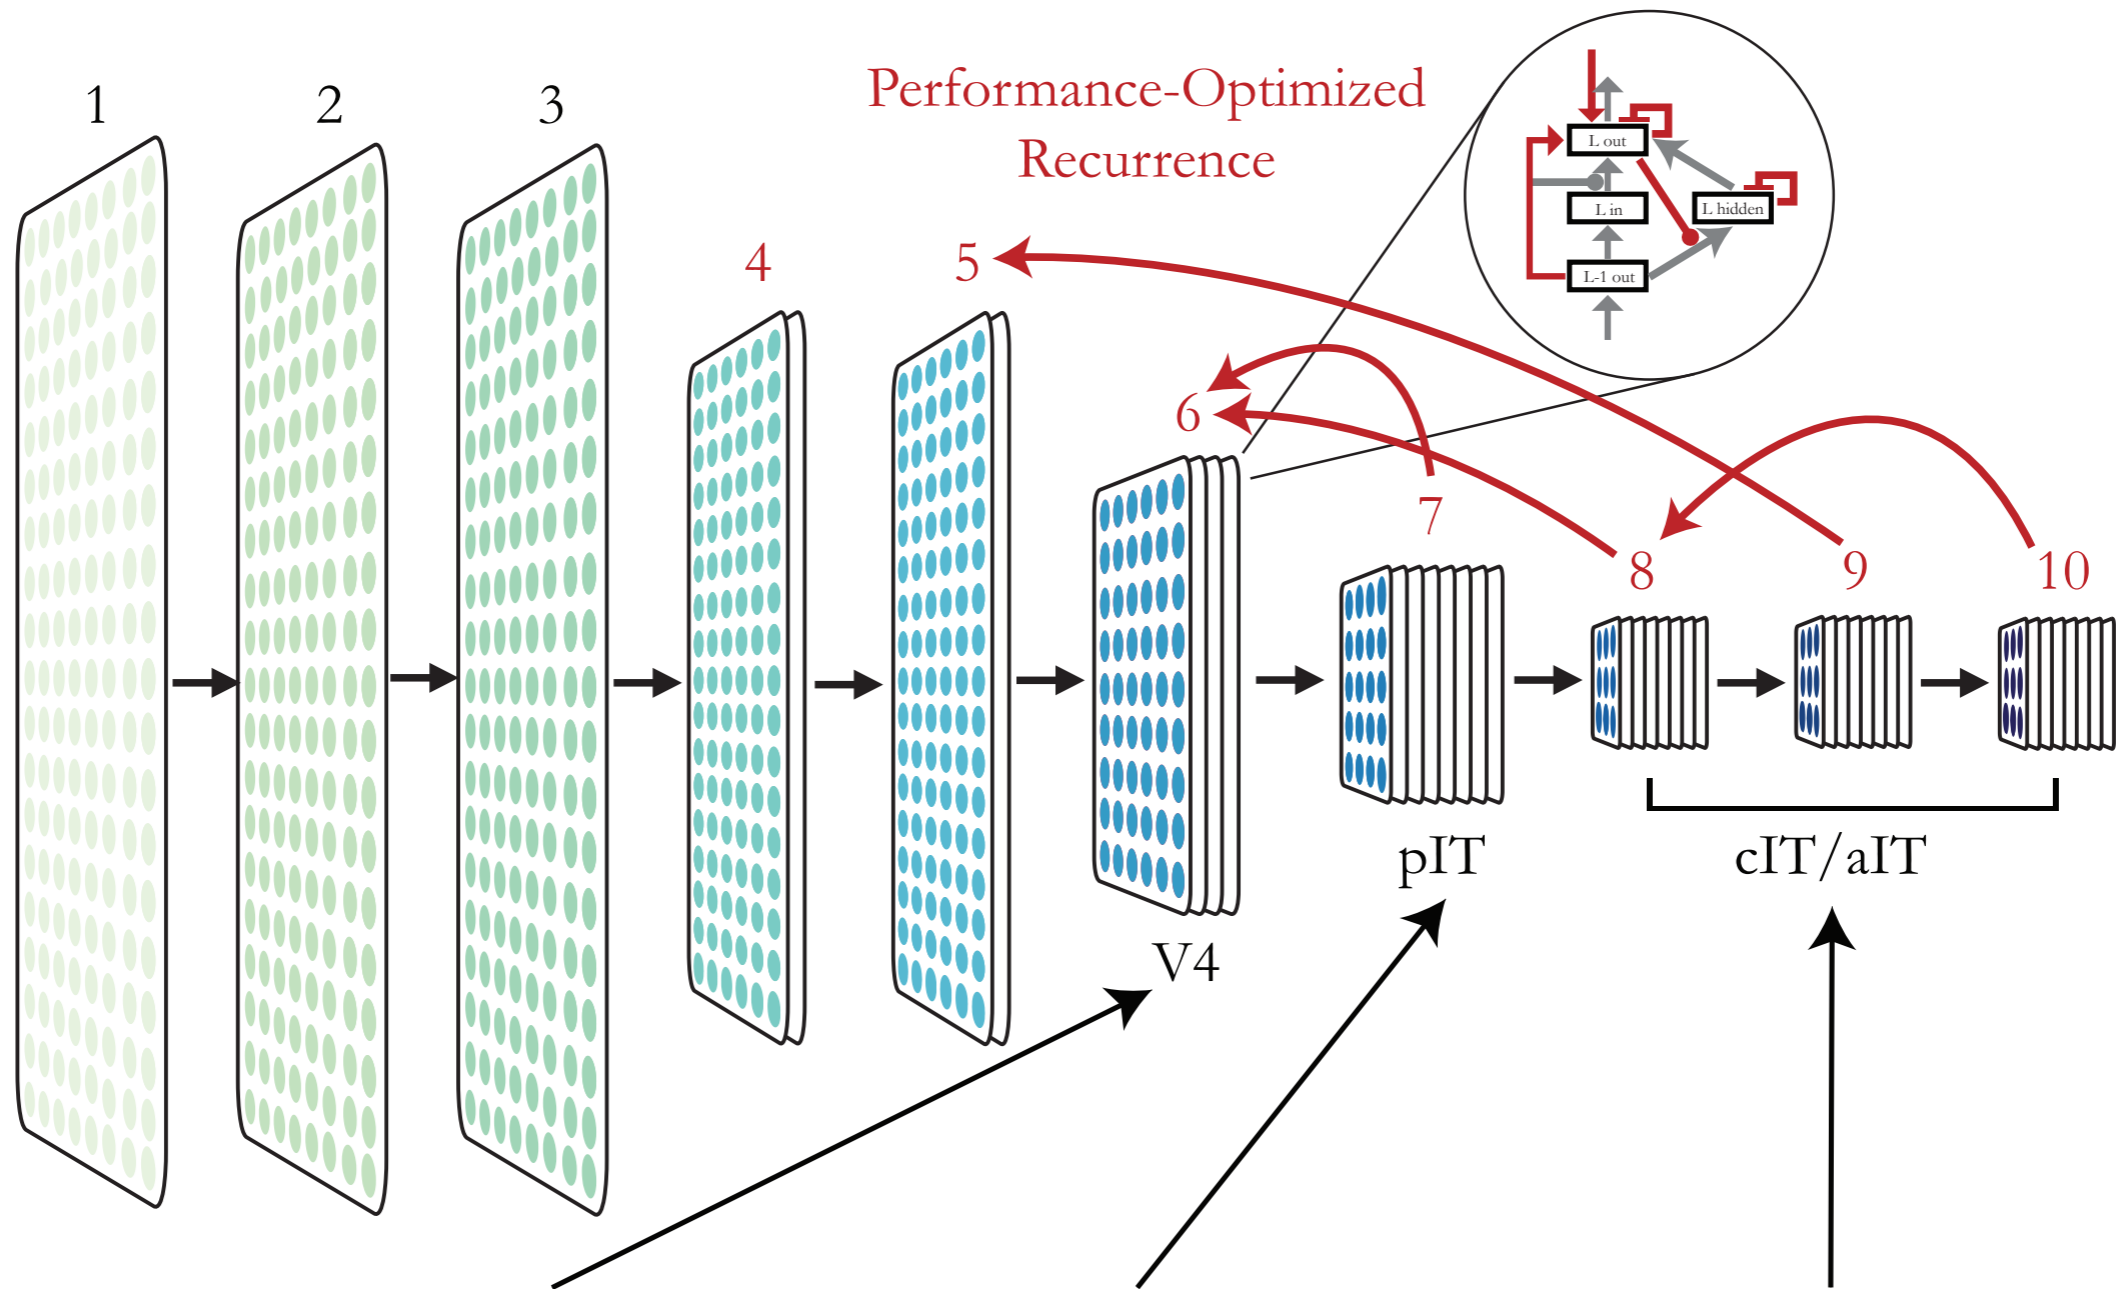 1
2
3
Performance-Optimized
Recurrence
4
5
6
7
8
9
10
L out
L in
L hidden
L-1 out
V4
pIT
cIT/aIT